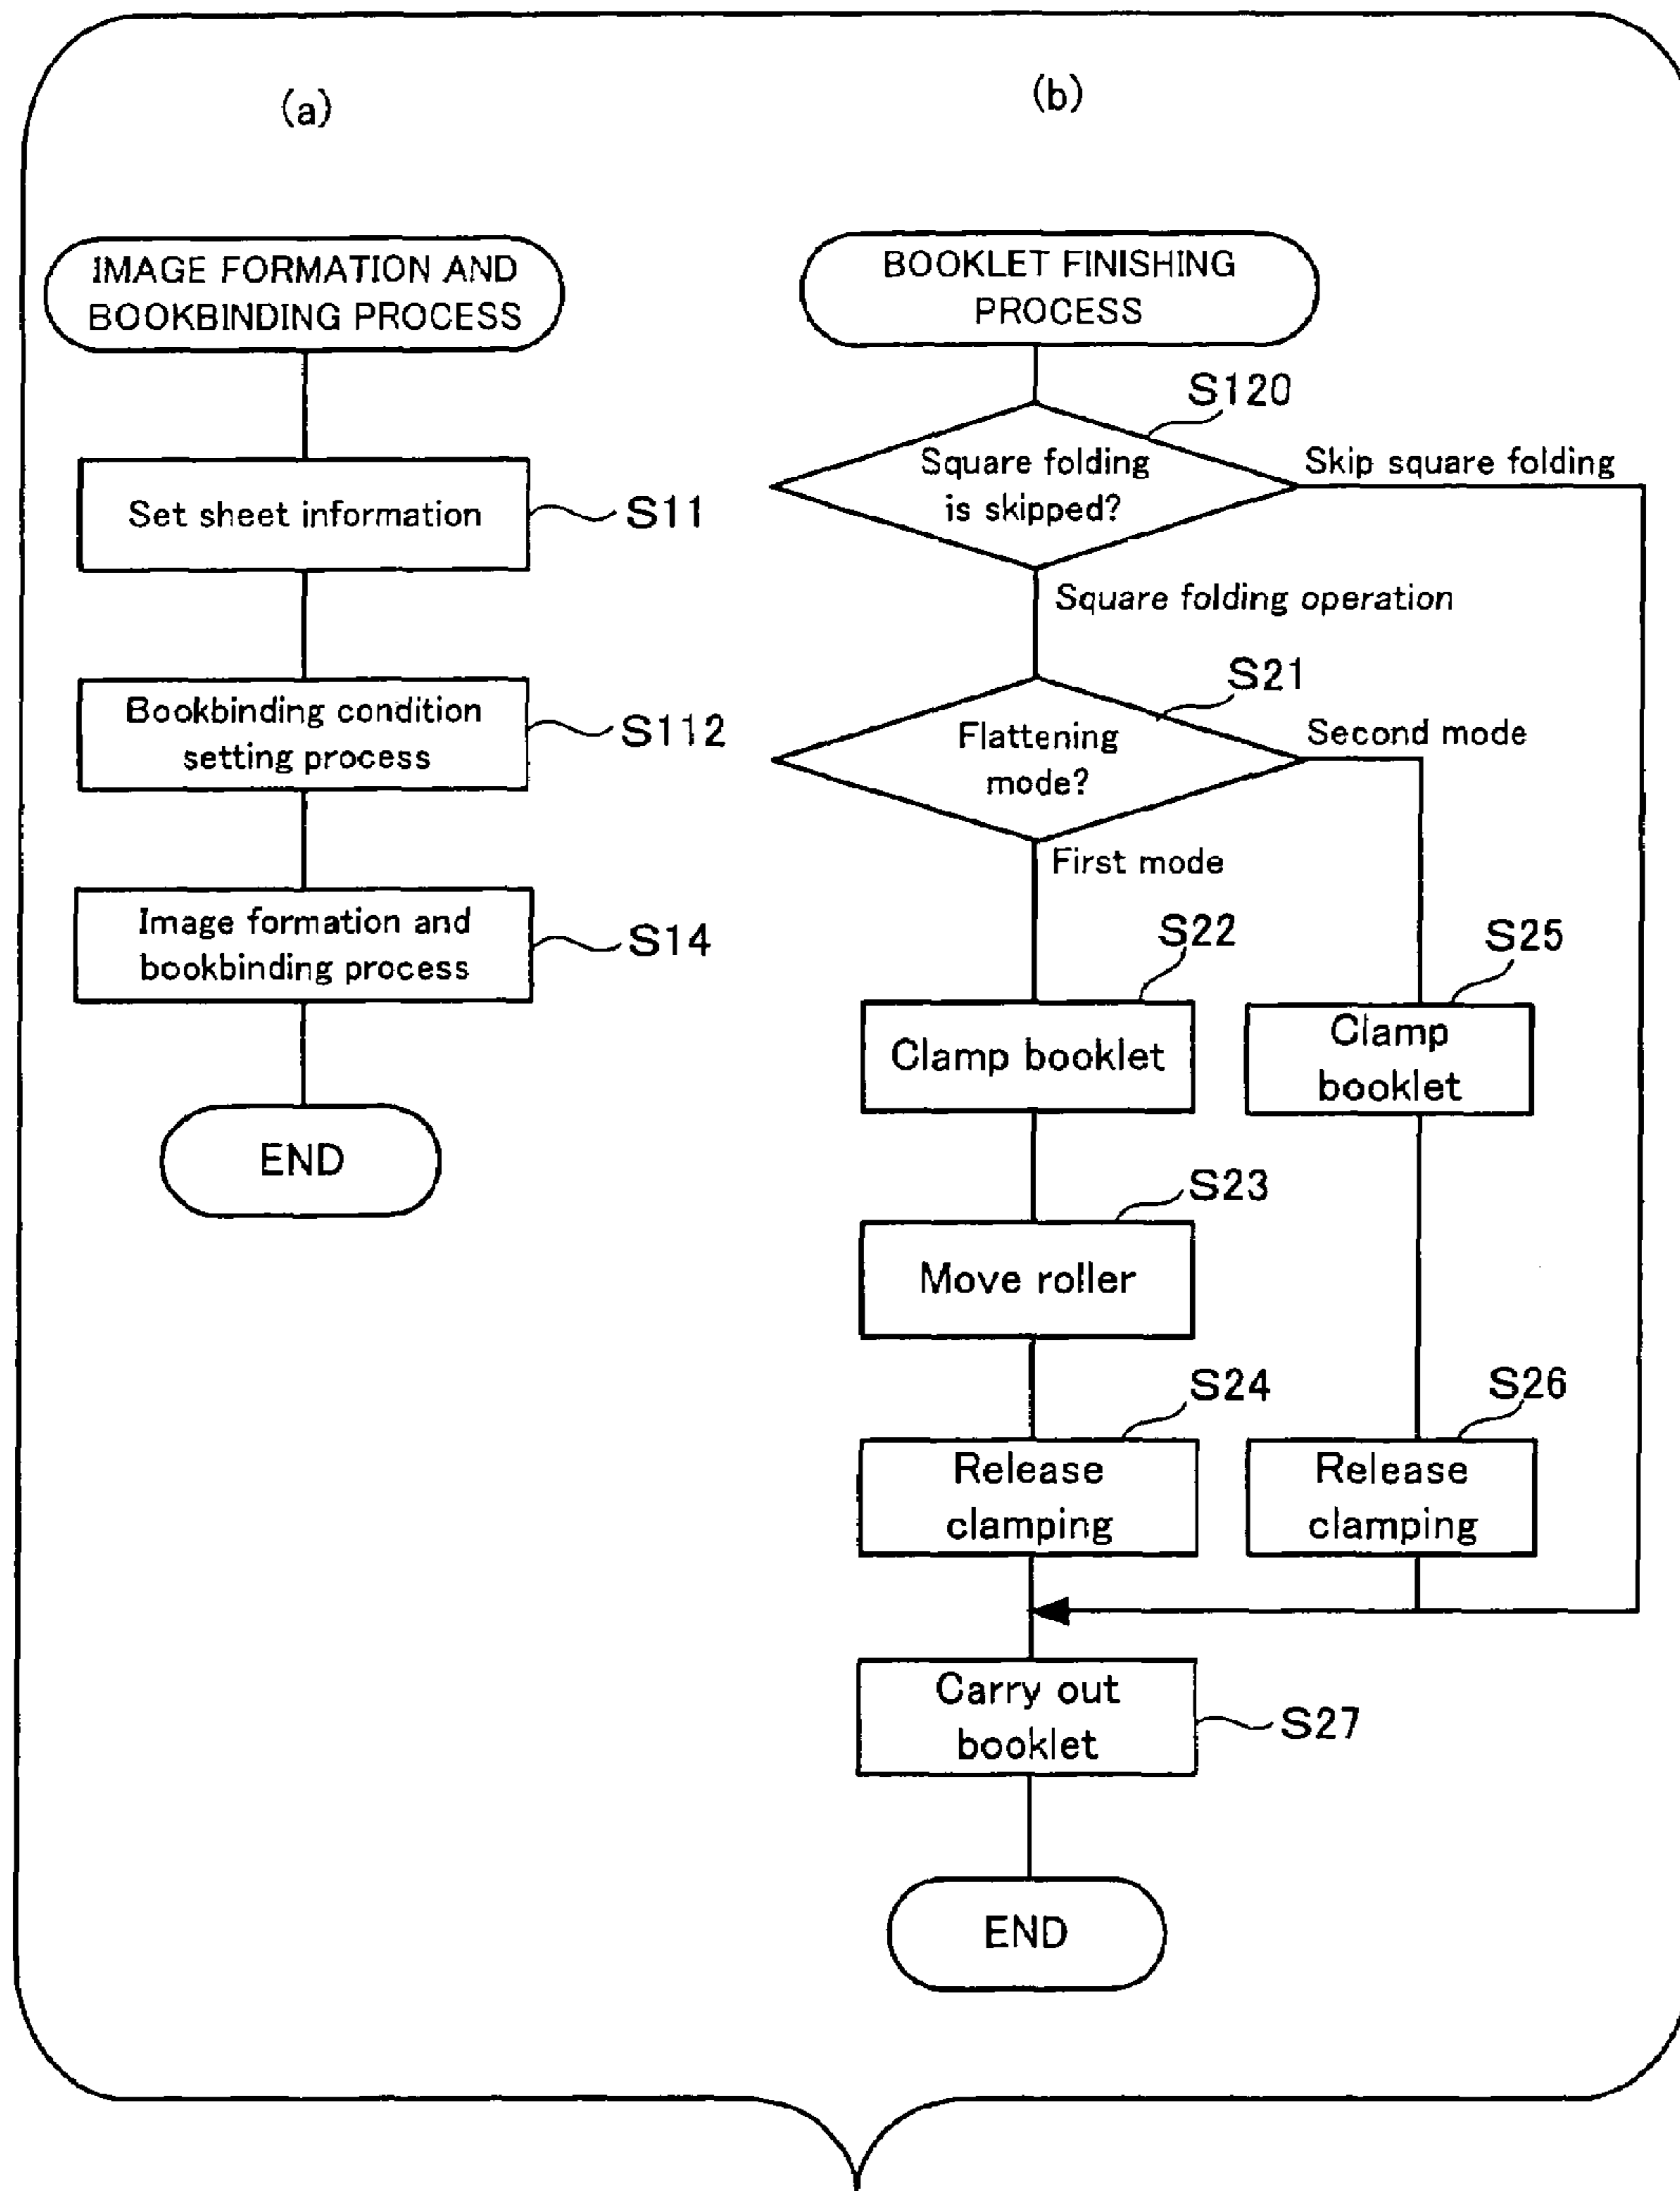 (a)
IMAGE FORMATION AND
BOOKBINDING PROCESS
Set sheet information
S11
Bookbinding condition
setting process
S112
Image formation and
bookbinding process
S14
END
(b)
BOOKLET FINISHING
PROCESS
S120
Square folding
is skipped?
Skip square folding
Square folding operation
S21
Flattening
mode?
Second mode
First mode
S22
Clamp booklet
S23
Move roller
S24
Release
clamping
S25
Clamp
booklet
S26
Release
clamping
Carry out
booklet
S27
END